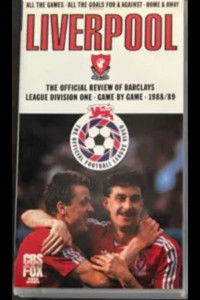 ALL THE GAMES · ALL THE GOALS FOR & AGAINST · HOME & AWAY
LIVERPOOL
THE OFFICIAL REVIEW OF BARCLAYS
LEAGUE DIVISION ONE · GAME BY GAME · 1988/89
THE OFFICIAL FOOTBALL LEAGUE VIDEO
CBS
FOX
VIDEO